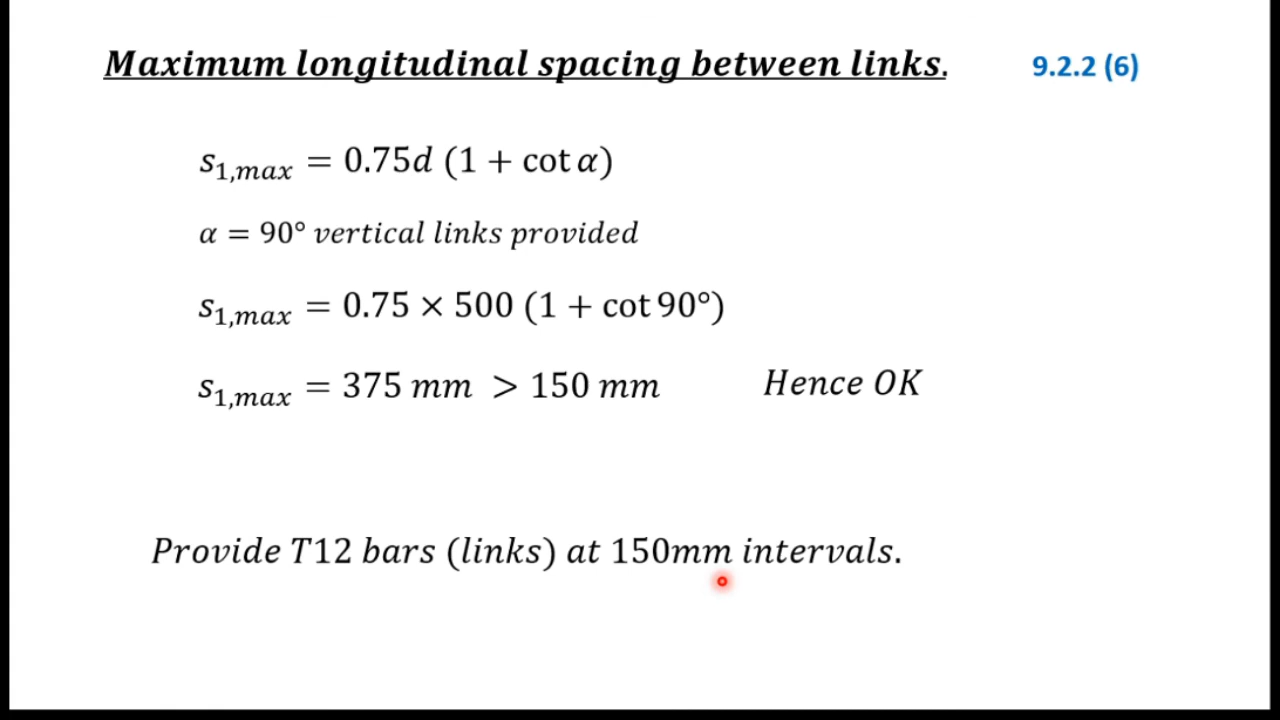 Maximum longitudinal spacing between links. 9.2.2 (6)
s₁,max = 0.75d (1 + cot α)
α = 90° vertical links provided
s₁,max = 0.75 × 500 (1 + cot 90°)
s₁,max = 375 mm > 150 mm Hence OK
Provide T12 bars (links) at 150mm intervals.